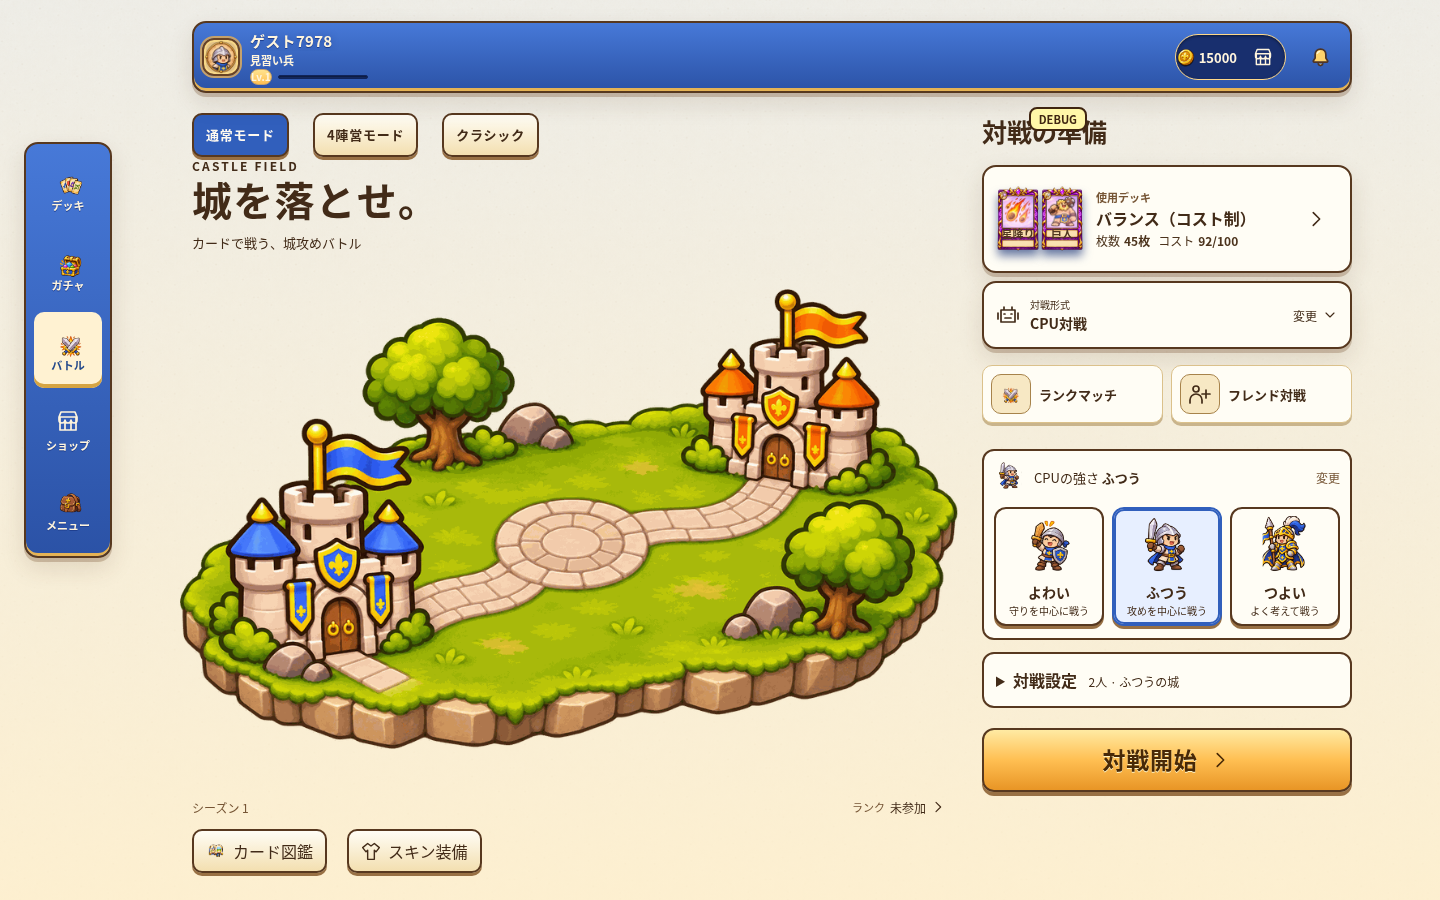 ゲスト7978
見習い兵
Lv.1
15000
通常モード
4陣営モード
クラシック
CASTLE FIELD
城を落とせ。
カードで戦う、城攻めバトル
デッキ
ガチャ
バトル
ショップ
メニュー
シーズン 1
ランク 未参加
カード図鑑
スキン装備
DEBUG
対戦の準備
星降り
巨人
使用デッキ
バランス（コスト制）
枚数 45枚 コスト 92/100
対戦形式
CPU対戦
変更
ランクマッチ
フレンド対戦
CPUの強さ ふつう
変更
よわい
守りを中心に戦う
ふつう
攻めを中心に戦う
つよい
よく考えて戦う
対戦設定 2人 · ふつうの城
対戦開始